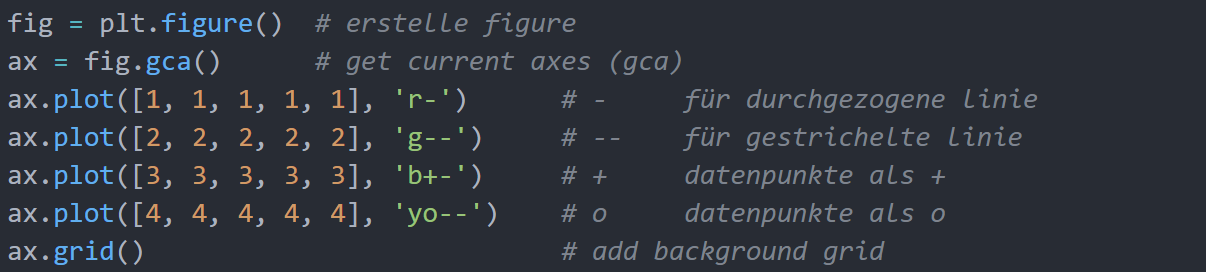 fig = plt.figure()  # erstelle figure
ax = fig.gca()      # get current axes (gca)
ax.plot([1, 1, 1, 1, 1], 'r-')      # -     für durchgezogene linie
ax.plot([2, 2, 2, 2, 2], 'g--')     # --    für gestrichelte linie
ax.plot([3, 3, 3, 3, 3], 'b+-')     # +     datenpunkte als +
ax.plot([4, 4, 4, 4, 4], 'yo--')    # o     datenpunkte als o
ax.grid()                           # add background grid